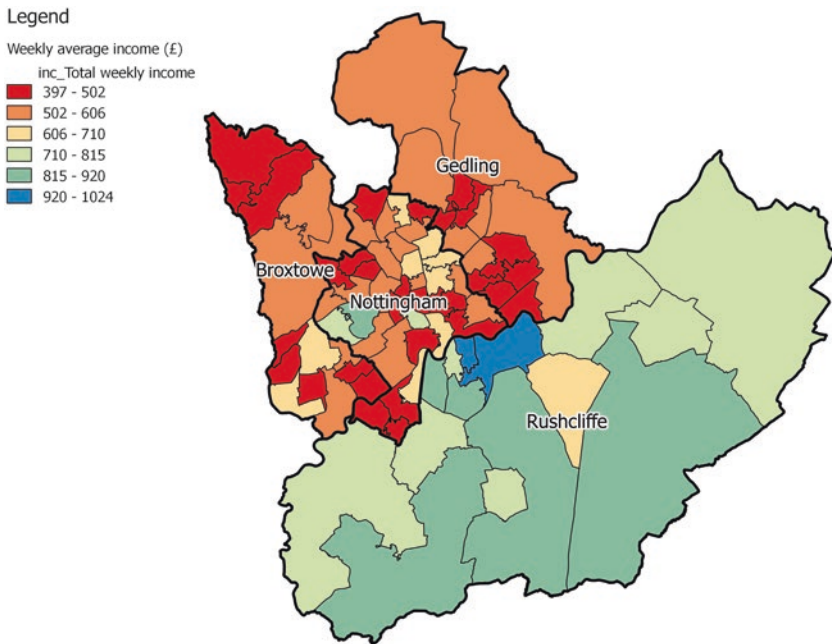 Legend
Weekly average income (£)
inc_Total weekly income
397 - 502
502 - 606
606 - 710
710 - 815
815 - 920
920 - 1024
Gedling
Broxtowe
Nottingham
Rushcliffe